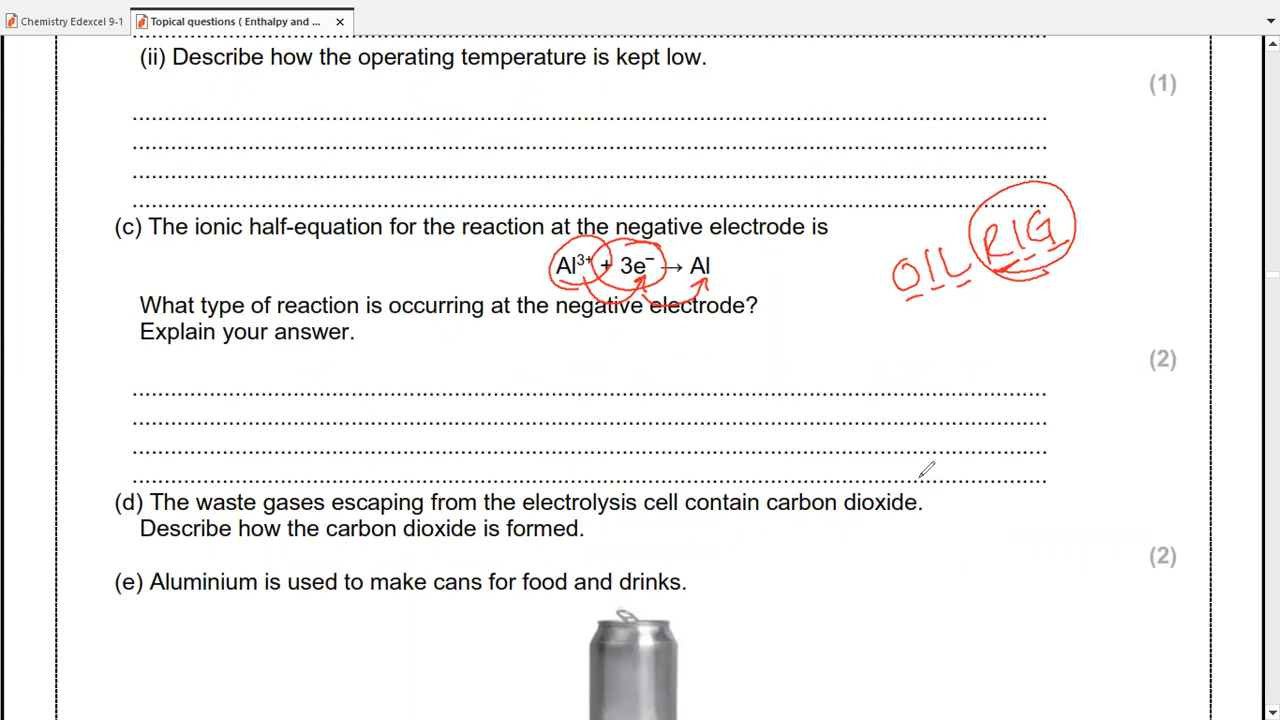 Chemistry Edexcel 9-1
Topical questions ( Enthalpy and ...
(ii) Describe how the operating temperature is kept low.
(1)
(c) The ionic half-equation for the reaction at the negative electrode is
Al³⁺ + 3e⁻ → Al
OIL RIG
What type of reaction is occurring at the negative electrode?
Explain your answer.
(2)
(d) The waste gases escaping from the electrolysis cell contain carbon dioxide.
Describe how the carbon dioxide is formed.
(2)
(e) Aluminium is used to make cans for food and drinks.